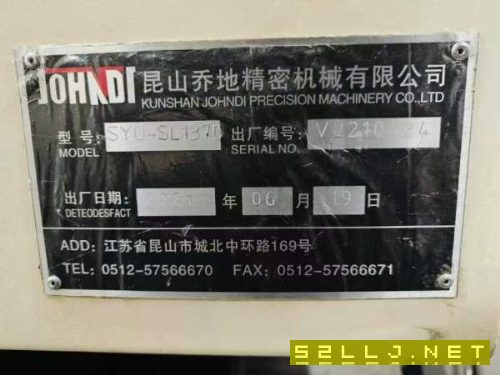 JOHNDI 昆山乔地精密机械有限公司
KUNSHAN JOHNDI PRECISION MACHINERY CO.,LTD
型号: SYU-SL1370 出厂编号:
MODEL SERIAL NO.
出厂日期: 2021 年 06 月 19 日
DETEODESFACT
ADD: 江苏省昆山市城北中环路169号
TEL: 0512-57566670 FAX: 0512-57566671
52LLJ.NET